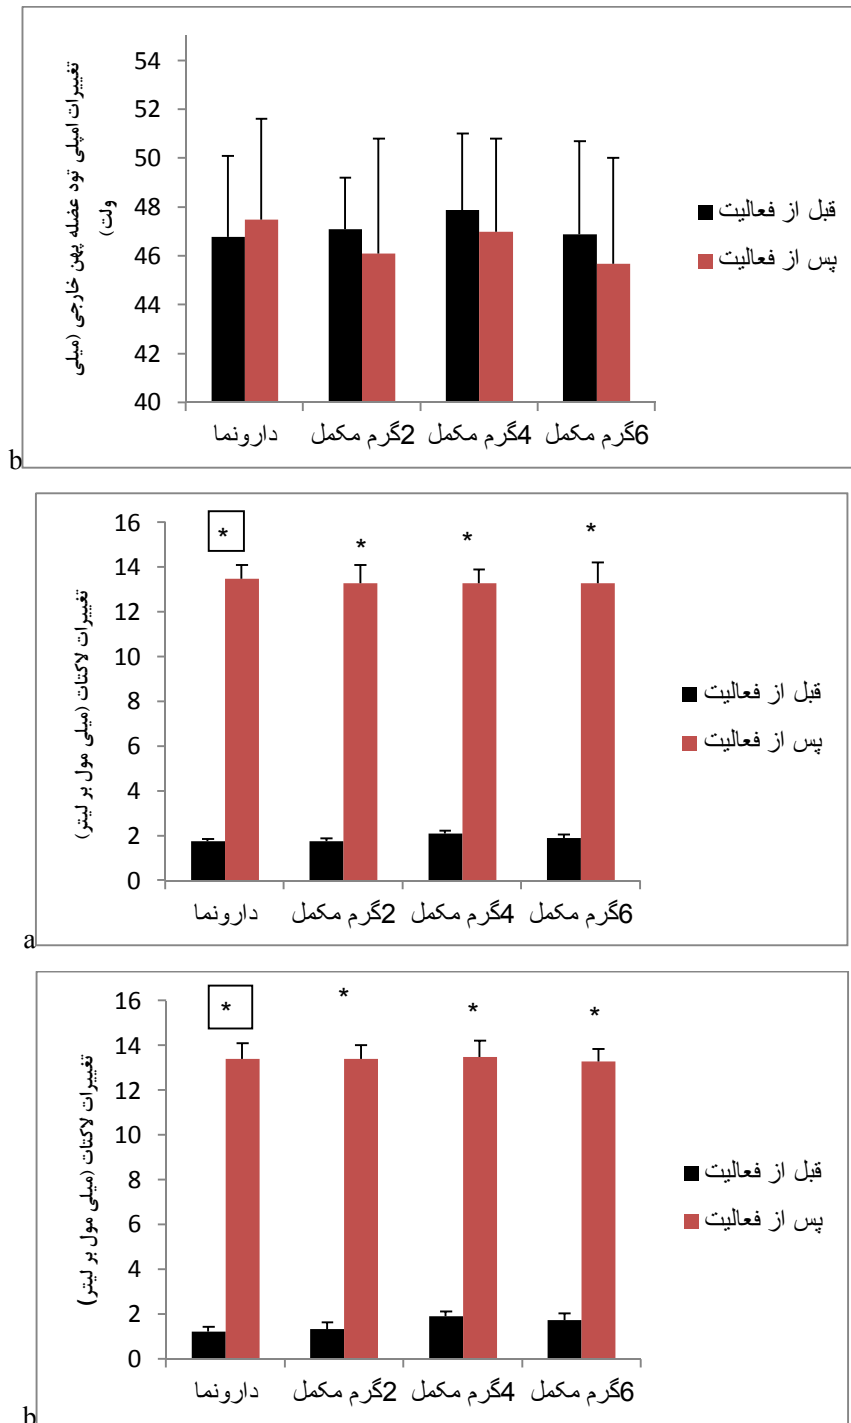 تغییرات امپلی تود عضله پهن خارجی (میلی
ولت)
54
52
50
48
46
44
42
40
دارونما
2گرم مکمل
4گرم مکمل
6گرم مکمل
قبل از فعالیت
پس از فعالیت
b
تغییرات لاکتات (میلی مول بر لیتر)
16
14
12
10
8
6
4
2
0
*
*
*
*
دارونما
2گرم مکمل
4گرم مکمل
6گرم مکمل
قبل از فعالیت
پس از فعالیت
a
تغییرات لاکتات (میلی مول بر لیتر)
16
14
12
10
8
6
4
2
0
*
*
*
*
دارونما
2گرم مکمل
4گرم مکمل
6گرم مکمل
قبل از فعالیت
پس از فعالیت
b